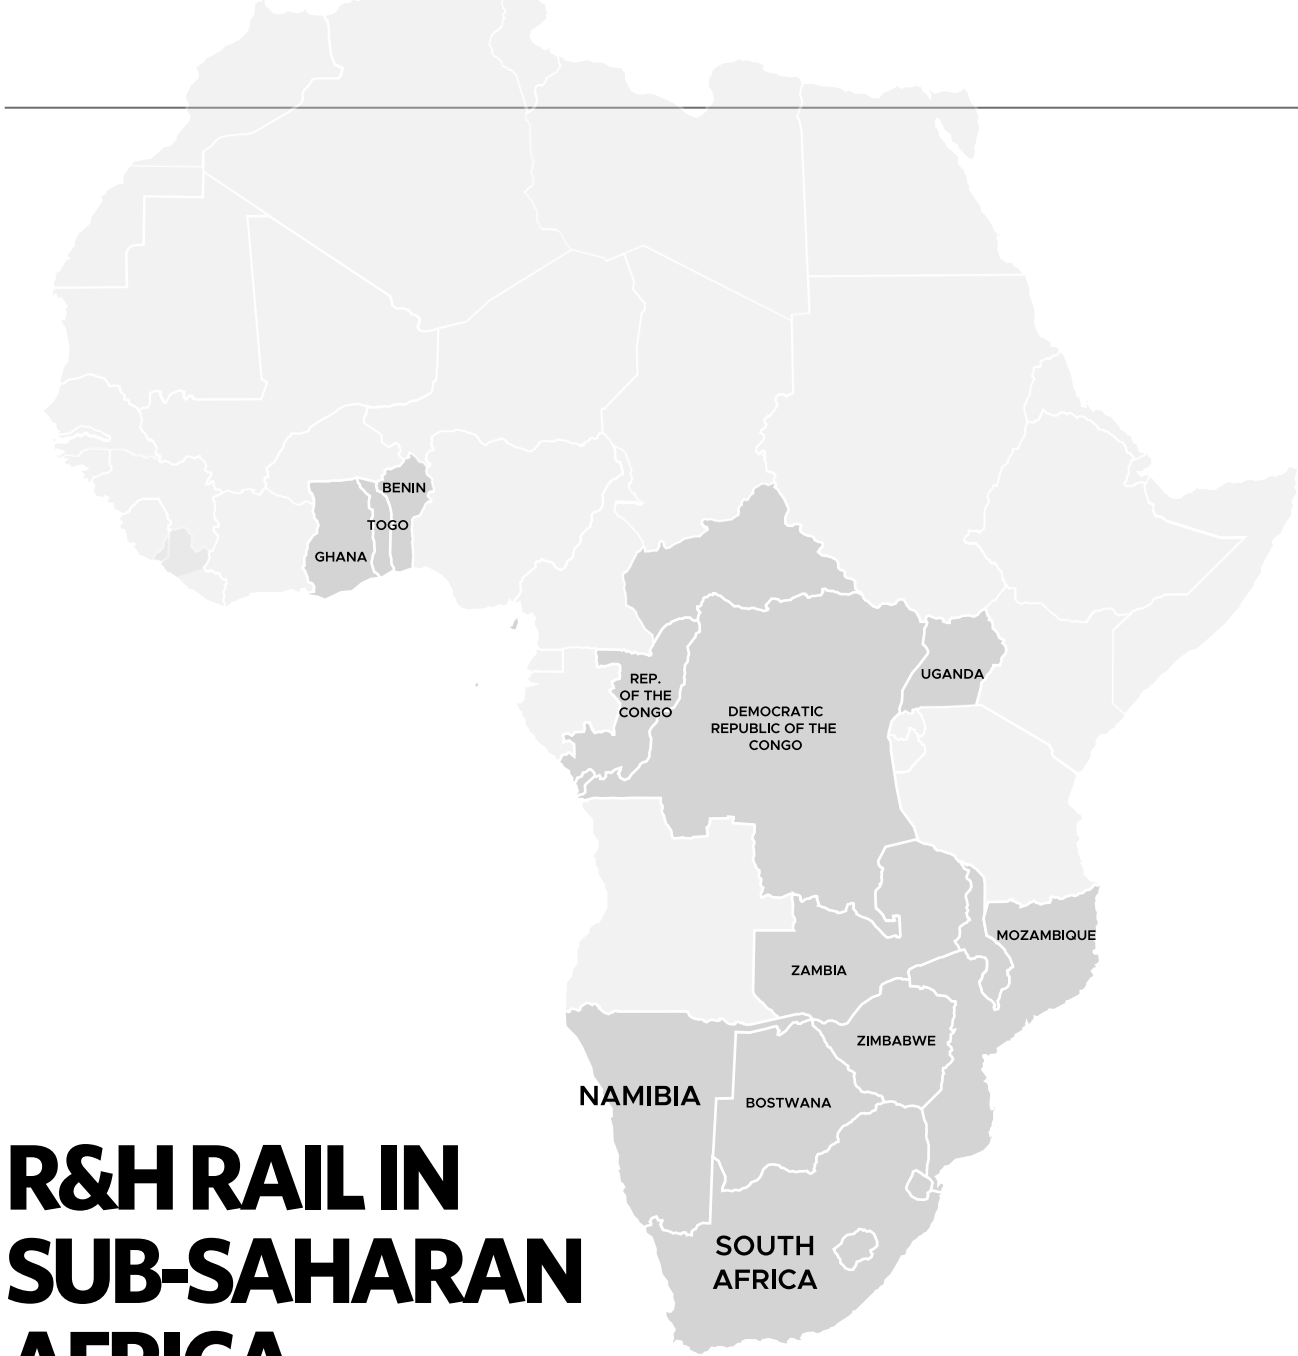 BENIN
TOGO
GHANA
UGANDA
REP.
OF THE
CONGO
DEMOCRATIC
REPUBLIC OF THE
CONGO
MOZAMBIQUE
ZAMBIA
ZIMBABWE
NAMIBIA
BOSTWANA
SOUTH
AFRICA
R&H RAIL IN
SUB-SAHARAN
AFRICA